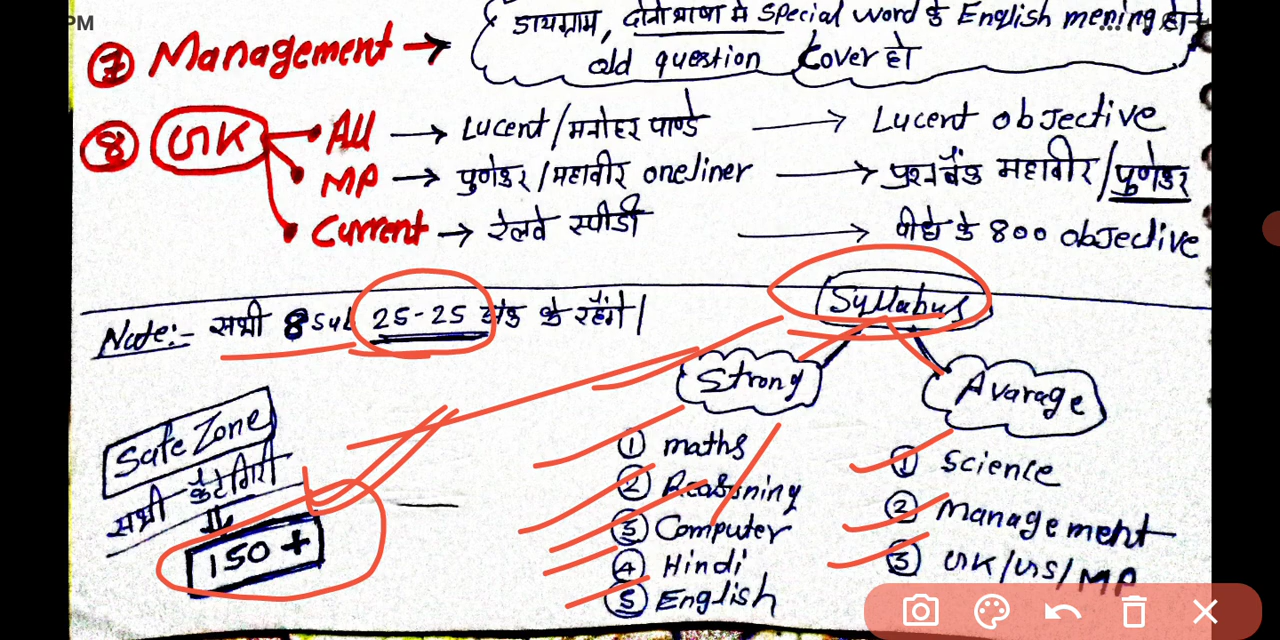 PM
डायग्राम, दोनो भाषा मे special word के English mening हो
⑦ Management → old question cover हो
⑧ GK
All → Lucent/मनोहर पाण्डे → Lucent objective
MP → पुणेकर/महावीर oneliner → प्रश्नबैंक महावीर/पुणेकर
Current → रेलवे स्पीडी → पीछे के 800 objective
Note:- सभी 8 Sub 25-25 अंक के रहेंगे।
Syllabus
Strong
Avarage
① maths
② Reasoning
③ Computer
④ Hindi
⑤ English
① Science
② Management
③ GK/GS/MP
Safe Zone
सभी कैटेगिरी
150+